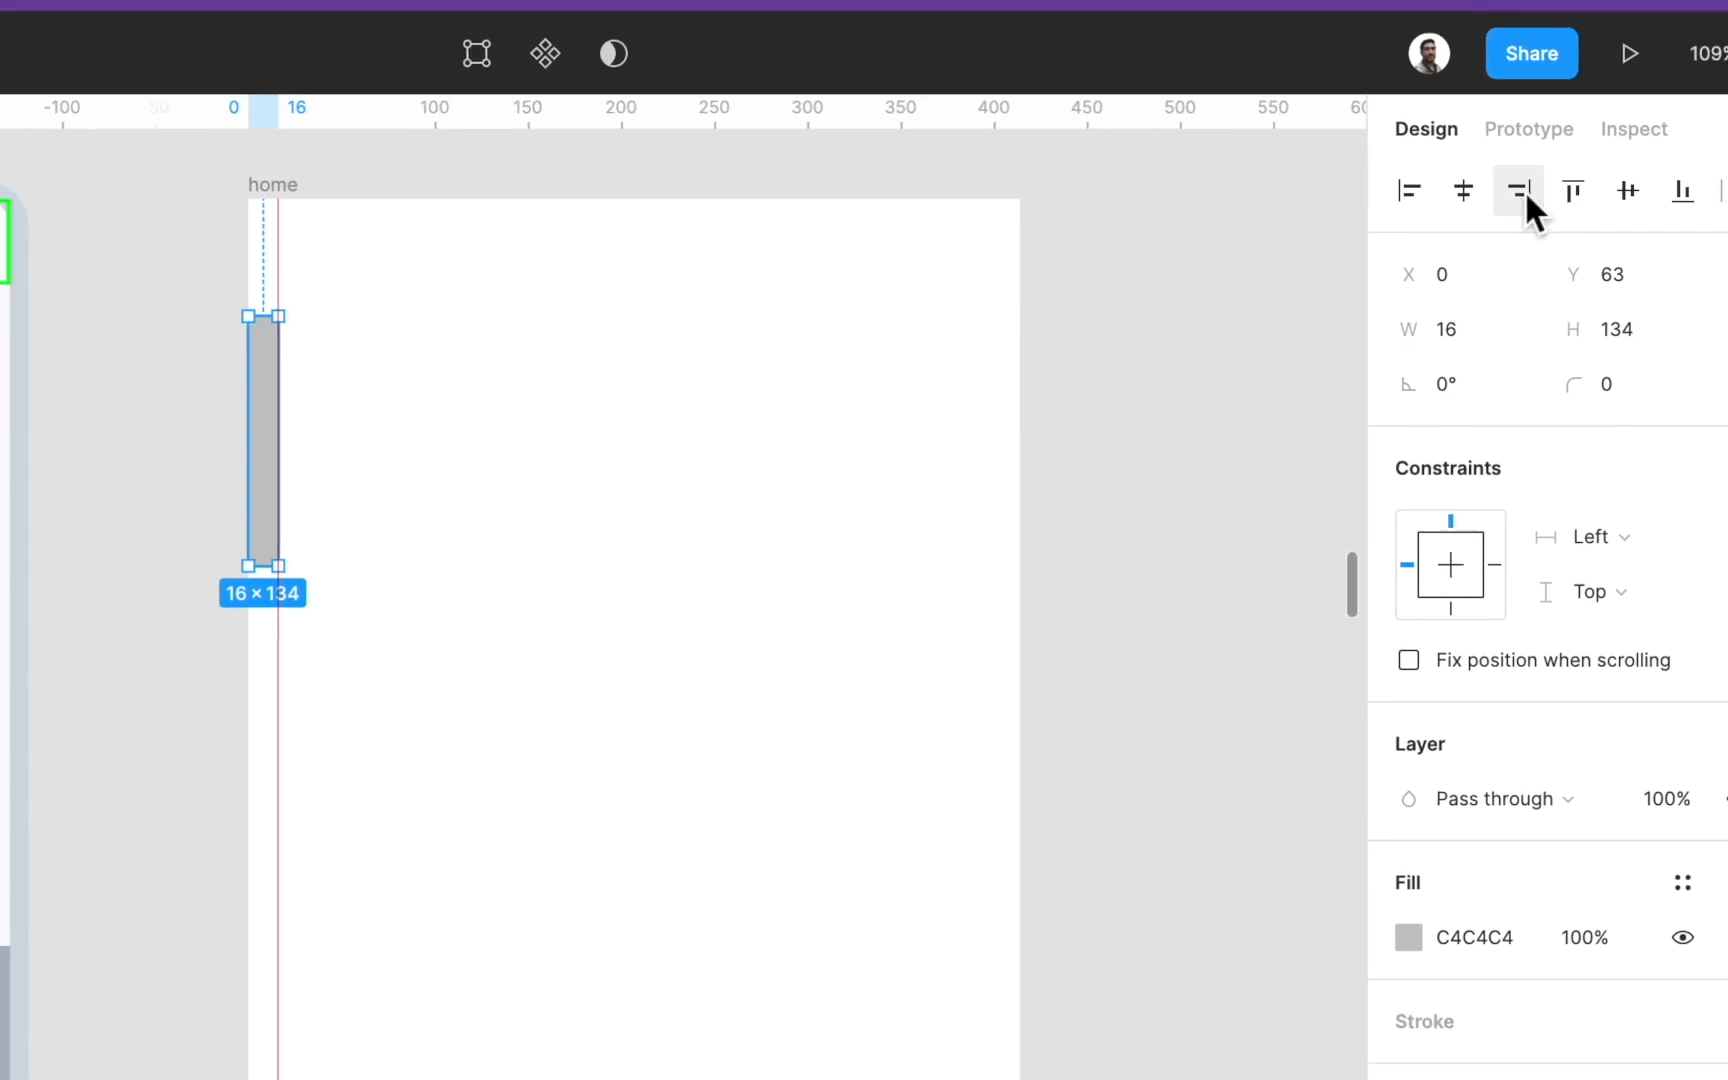 Share
109%
-100 -50 0 16 100 150 200 250 300 350 400 450 500 550 60
Design Prototype Inspect
home
X 0 Y 63
W 16 H 134
0° 0
Constraints
Left
Top
16 × 134
Fix position when scrolling
Layer
Pass through 100%
Fill
C4C4C4 100%
Stroke